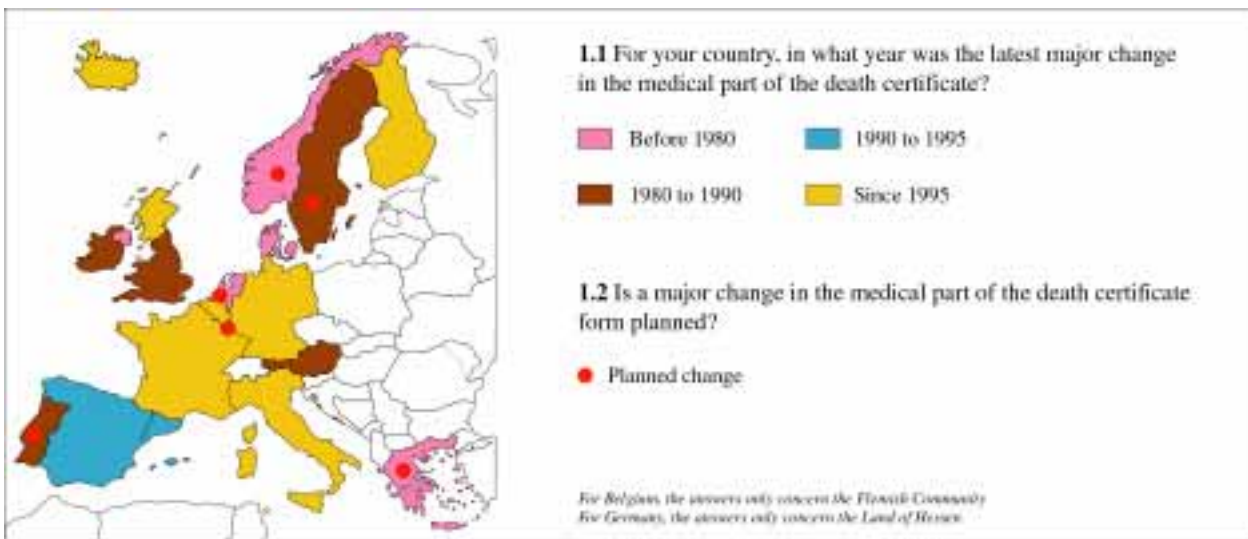 1.1 For your country, in what year was the latest major change
in the medical part of the death certificate?
Before 1980
1990 to 1995
1980 to 1990
Since 1995
1.2 Is a major change in the medical part of the death certificate
form planned?
Planned change
For Belgium, the answers only concern the Flemish Community
For Germany, the answers only concern the Land of Hessen